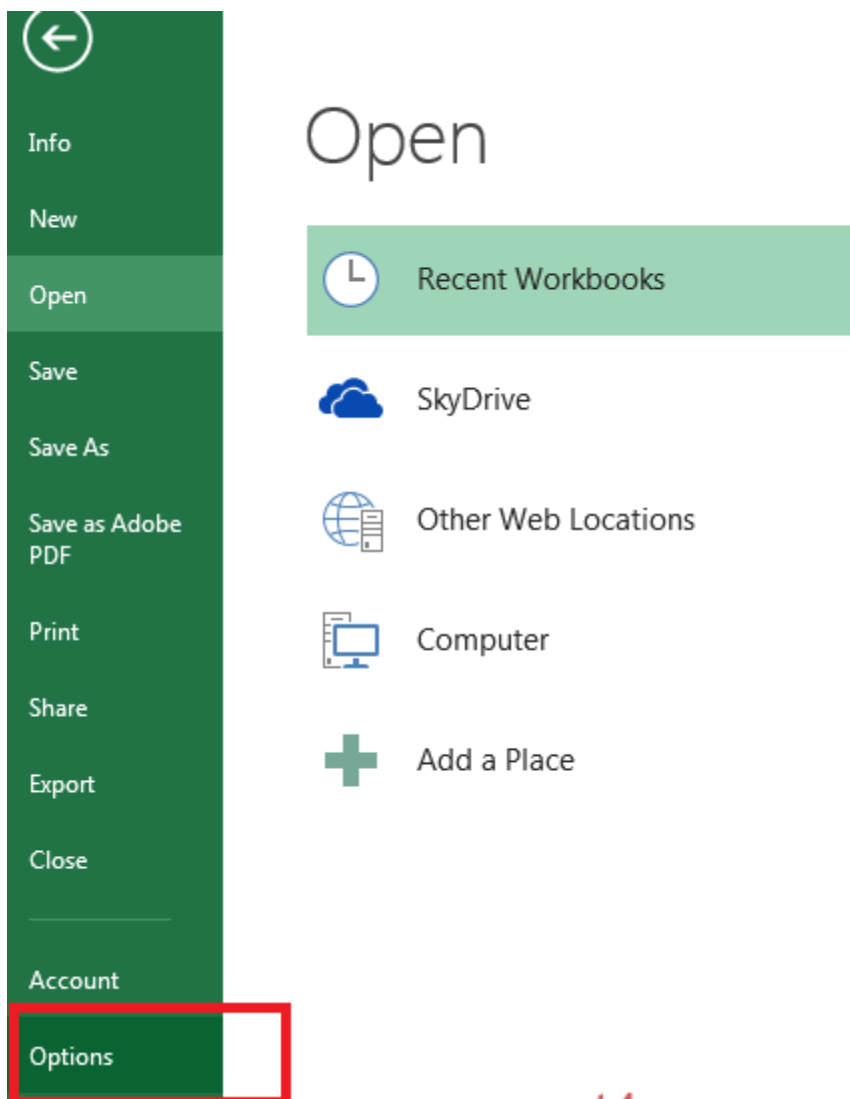 Info
New
Open
Save
Save As
Save as Adobe
PDF
Print
Share
Export
Close
Account
Options
Open
Recent Workbooks
SkyDrive
Other Web Locations
Computer
Add a Place